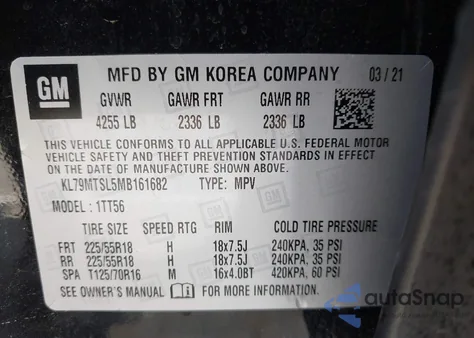 GM MFD BY GM KOREA COMPANY 03/21
GVWR GAWR FRT GAWR RR
4255 LB 2336 LB 2336 LB
THIS VEHICLE CONFORMS TO ALL APPLICABLE U.S. FEDERAL MOTOR
VEHICLE SAFETY AND THEFT PREVENTION STANDARDS IN EFFECT
ON THE DATE OF MANUFACTURE SHOWN ABOVE.
KL79MTSL5MB161682 TYPE: MPV
MODEL: 1TT56
TIRE SIZE SPEED RTG RIM COLD TIRE PRESSURE
FRT 225/55R18 H 18x7.5J 240KPA, 35 PSI
RR 225/55R18 H 18x7.5J 240KPA, 35 PSI
SPA T125/70R16 M 16x4.0BT 420KPA, 60 PSI
SEE OWNER'S MANUAL FOR MORE INFORMATION.
autoSnap